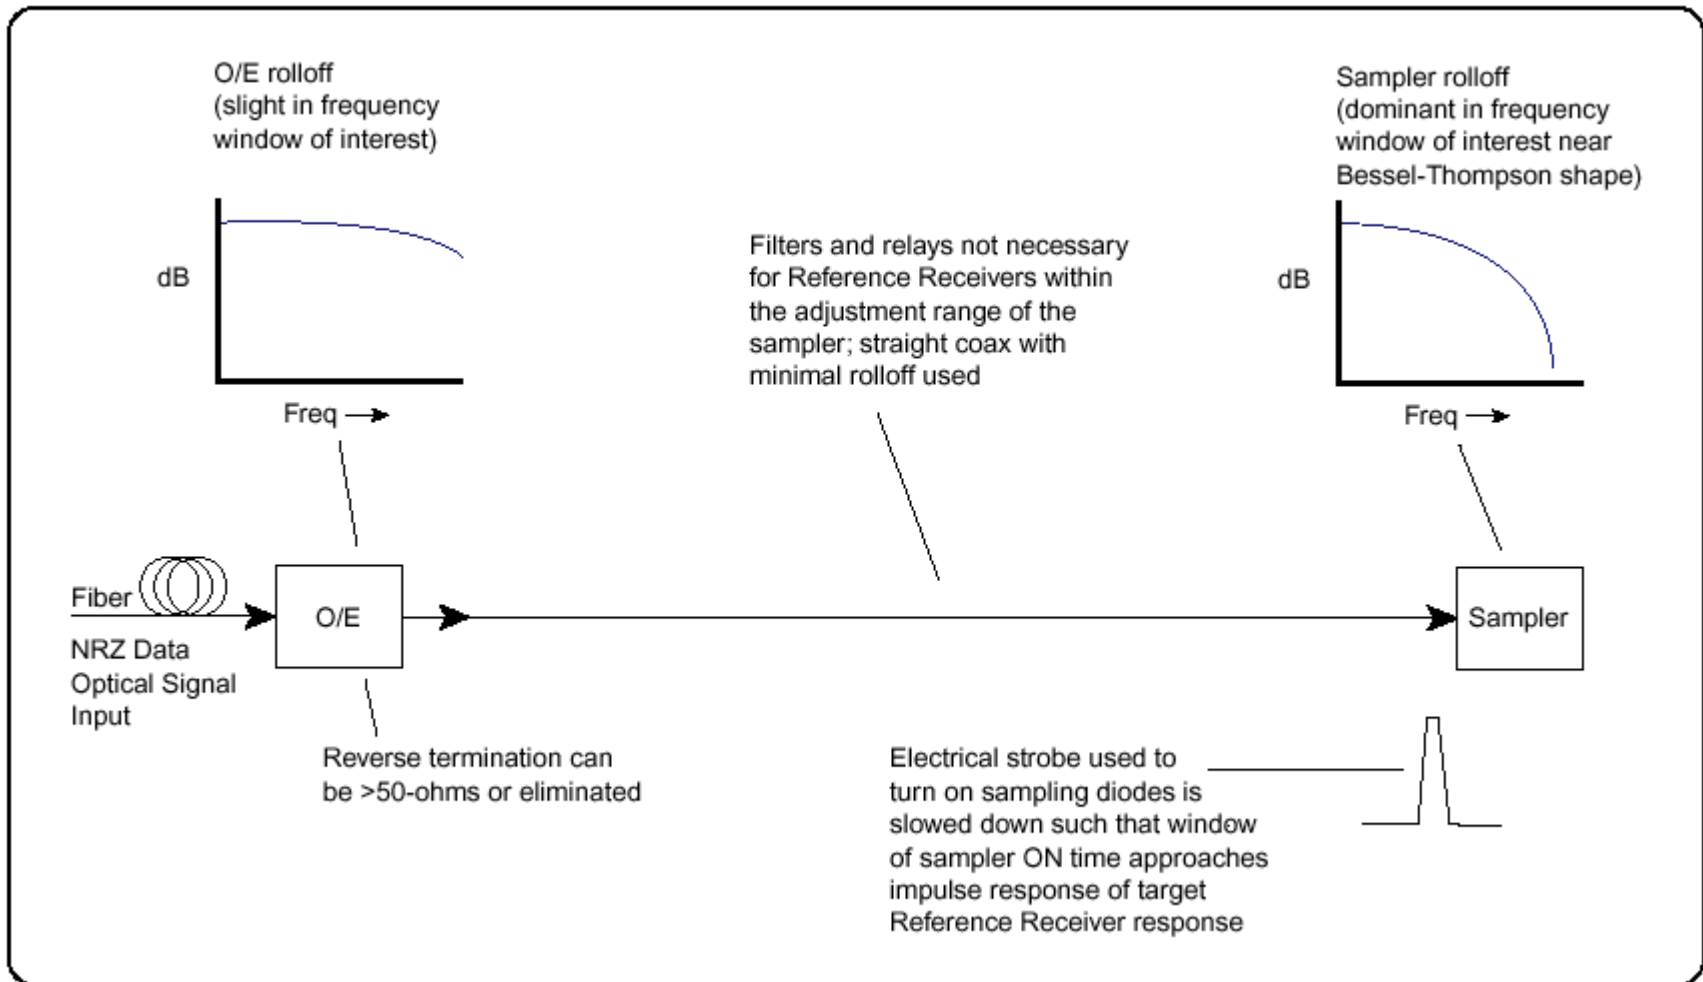 O/E rolloff
(slight in frequency
window of interest)
dB
Freq
Sampler rolloff
(dominant in frequency
window of interest near
Bessel-Thompson shape)
dB
Freq
Filters and relays not necessary
for Reference Receivers within
the adjustment range of the
sampler; straight coax with
minimal rolloff used
Fiber
NRZ Data
Optical Signal
Input
O/E
Sampler
Reverse termination can
be >50-ohms or eliminated
Electrical strobe used to
turn on sampling diodes is
slowed down such that window
of sampler ON time approaches
impulse response of target
Reference Receiver response